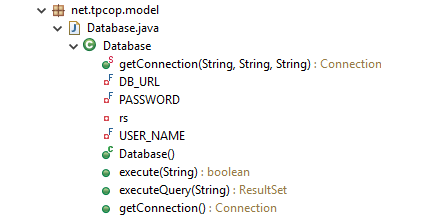 net.tpcop.model
Database.java
Database
getConnection(String, String, String) : Connection
DB_URL
PASSWORD
rs
USER_NAME
Database()
execute(String) : boolean
executeQuery(String) : ResultSet
getConnection() : Connection